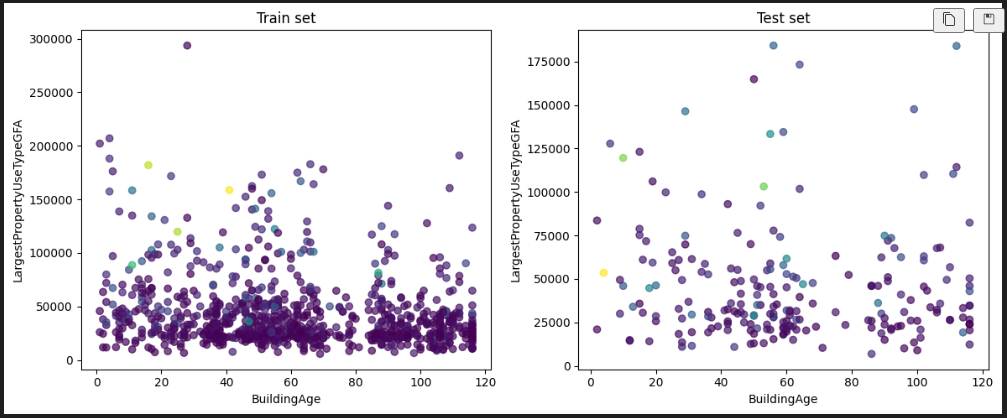 Train set
300000
250000
200000
150000
100000
50000
0
LargestPropertyUseTypeGFA
0 20 40 60 80 100 120
BuildingAge
Test set
175000
150000
125000
100000
75000
50000
25000
0
LargestPropertyUseTypeGFA
0 20 40 60 80 100 120
BuildingAge